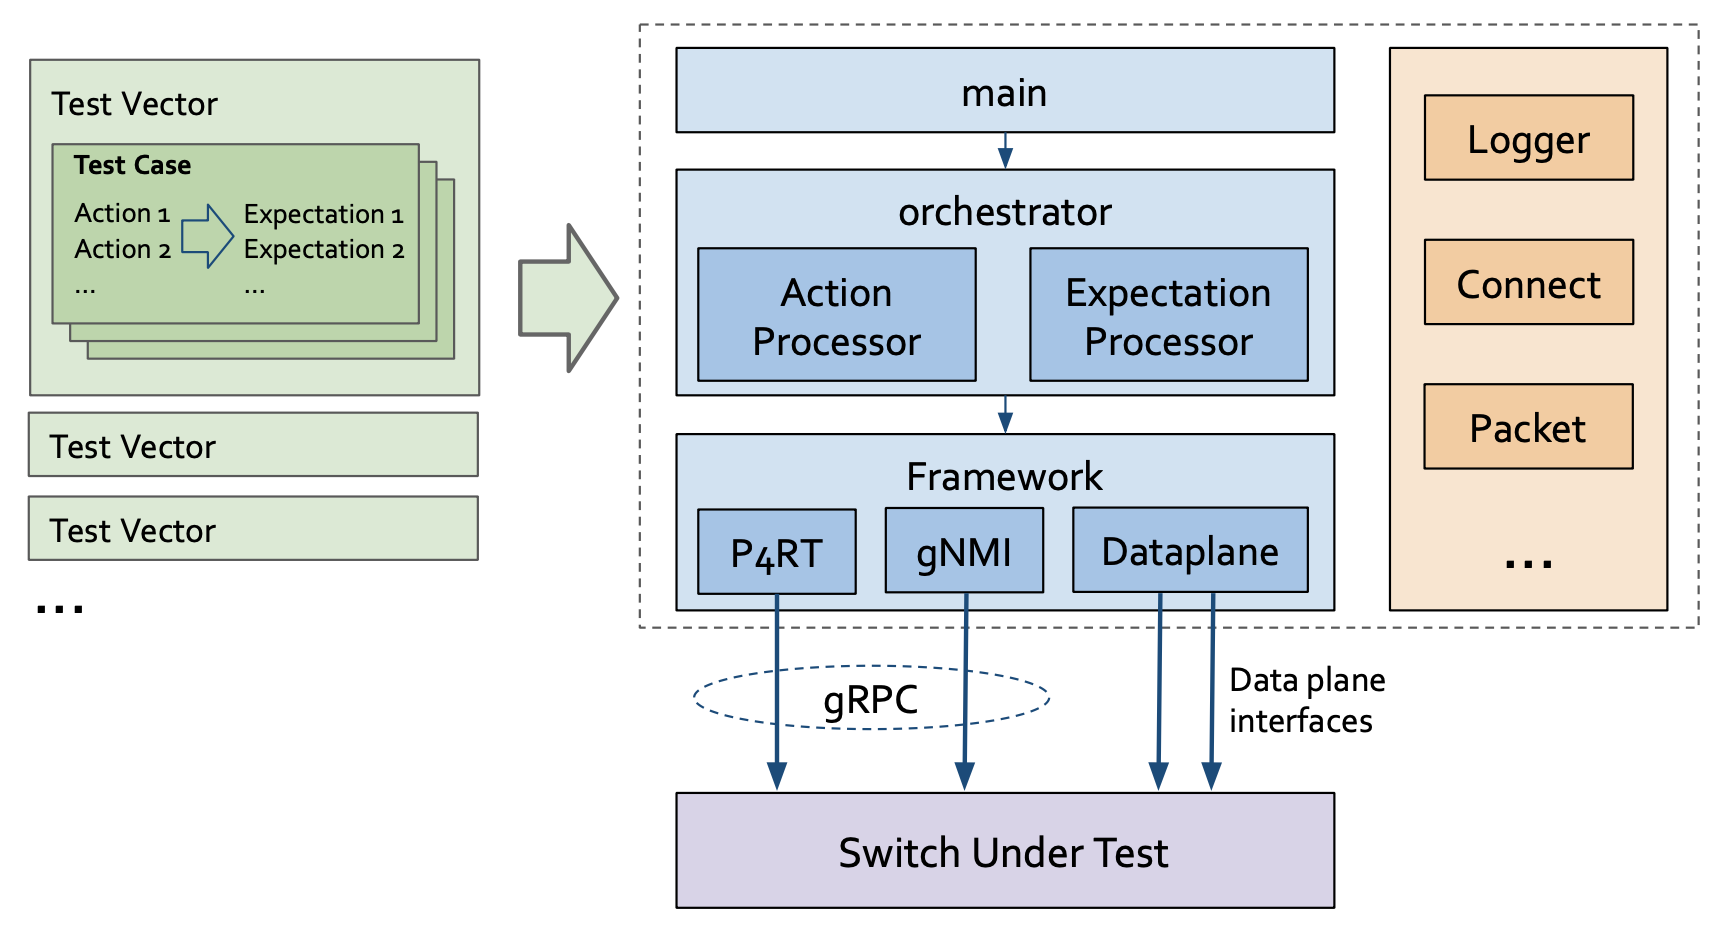 Test Vector
Test Case
Action 1
Expectation 1
Action 2
Expectation 2
...
...
Test Vector
Test Vector
...
main
orchestrator
Action
Processor
Expectation
Processor
Framework
P4RT
gNMI
Dataplane
Logger
Connect
Packet
...
gRPC
Data plane
interfaces
Switch Under Test